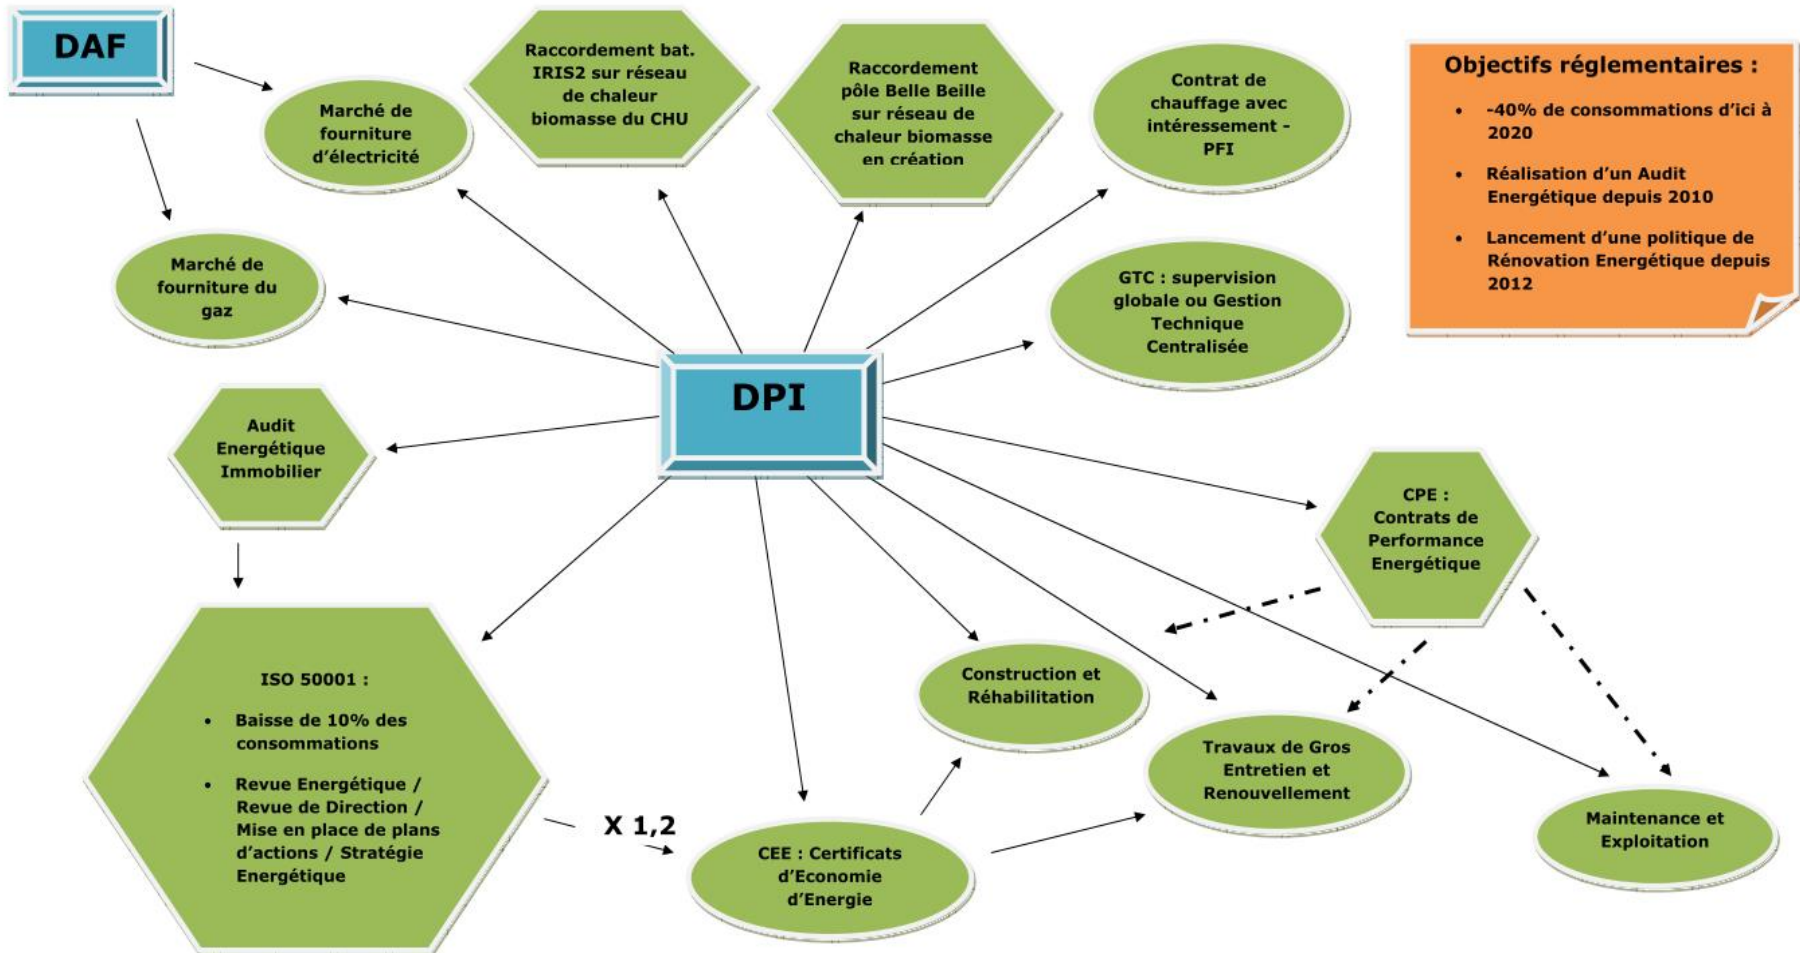 DAF
Marché de
fourniture
d'électricité
Raccordement bat.
IRIS2 sur réseau
de chaleur
biomasse du CHU
Raccordement
pôle Belle Beille
sur réseau de
chaleur biomasse
en création
Contrat de
chauffage avec
intéressement -
PFI
Objectifs réglementaires :
• -40% de consommations d'ici à
2020
• Réalisation d'un Audit
Energétique depuis 2010
• Lancement d'une politique de
Rénovation Energétique depuis
2012
Marché de
fourniture du
gaz
GTC : supervision
globale ou Gestion
Technique
Centralisée
DPI
Audit
Energétique
Immobilier
CPE :
Contrats de
Performance
Energétique
ISO 50001 :
• Baisse de 10% des
consommations
• Revue Energétique /
Revue de Direction /
Mise en place de plans
d'actions / Stratégie
Energétique
X 1,2
CEE : Certificats
d'Economie
d'Energie
Construction et
Réhabilitation
Travaux de Gros
Entretien et
Renouvellement
Maintenance et
Exploitation